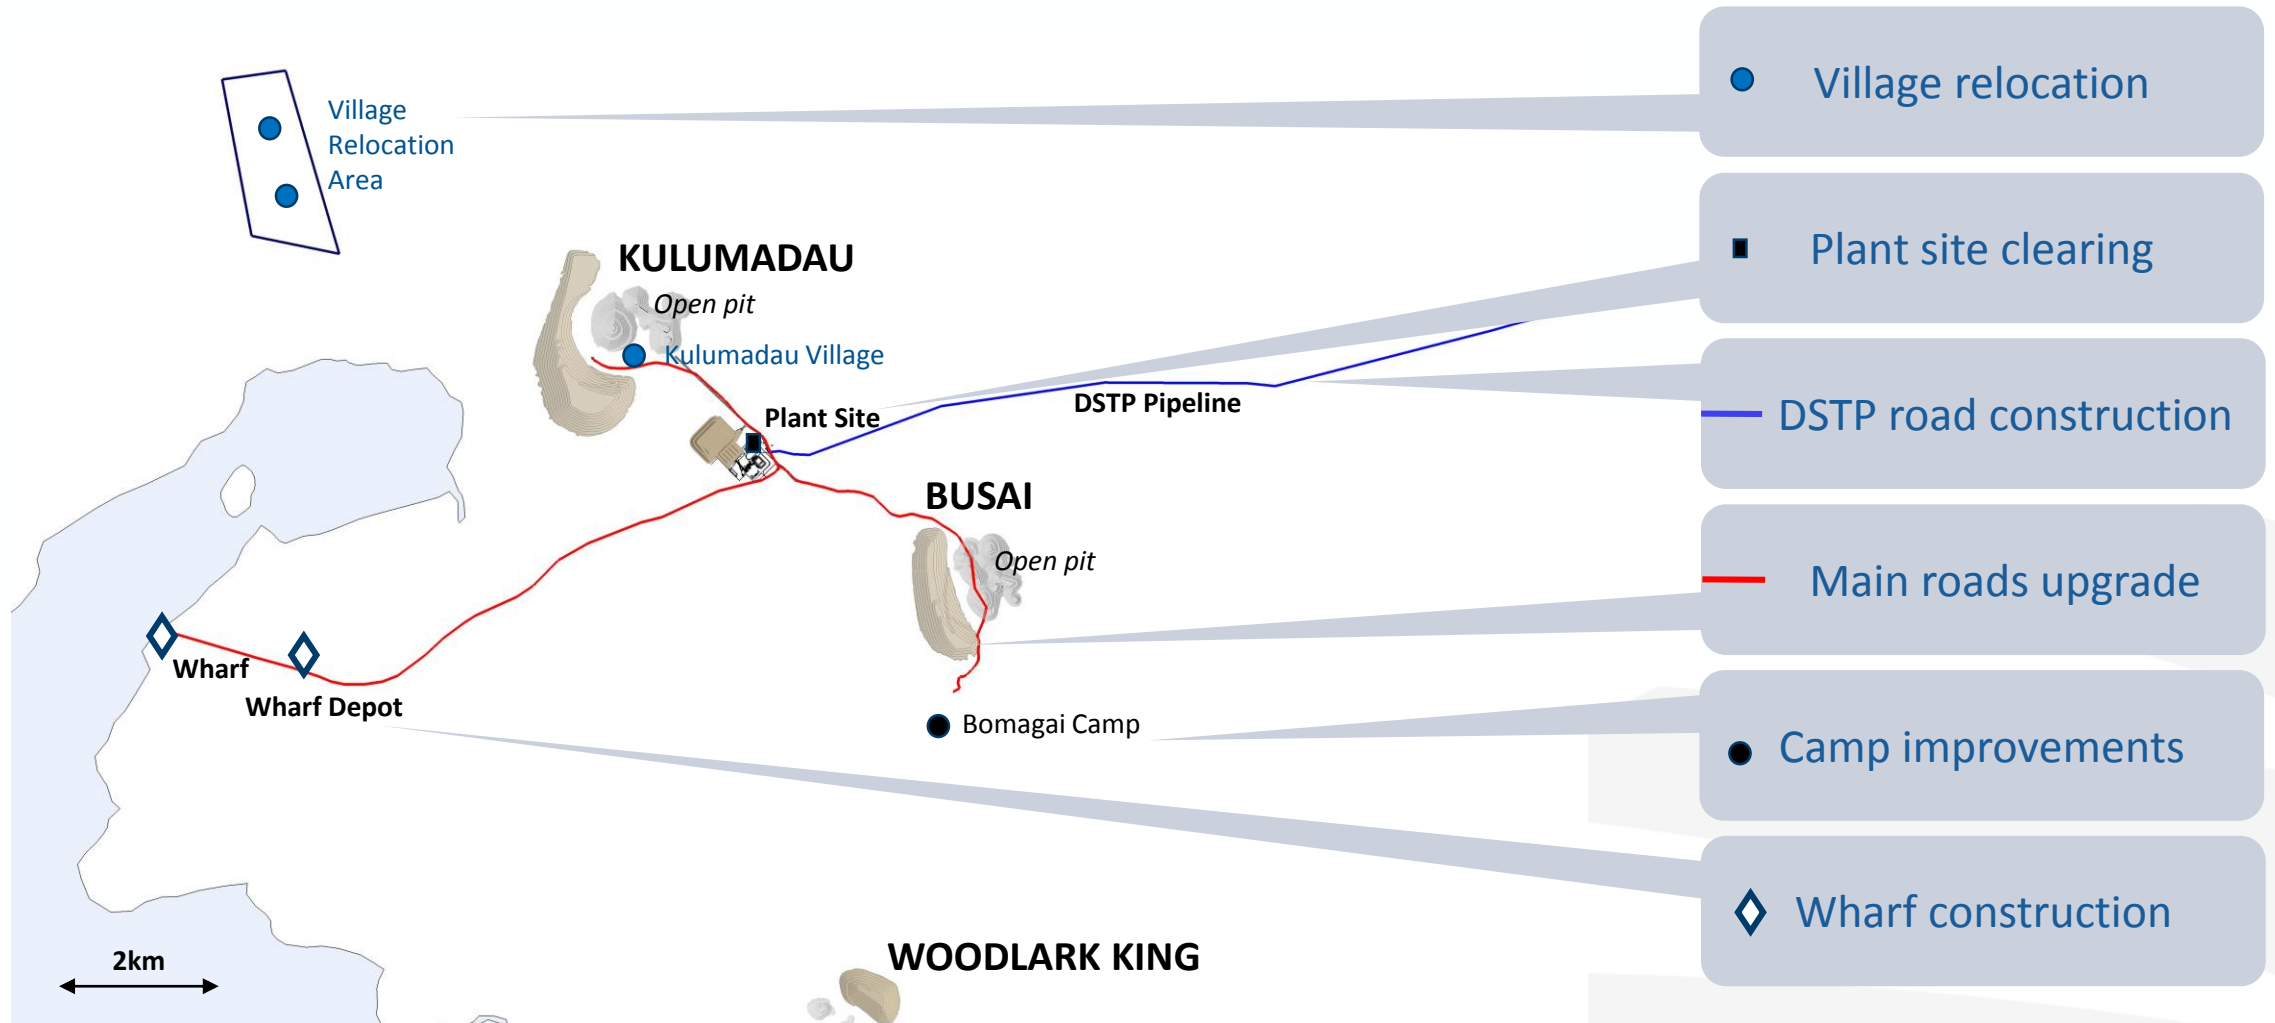 Village
Relocation
Area
KULUMADAU
Open pit
Kulumadau Village
Plant Site
DSTP Pipeline
BUSAI
Open pit
Wharf
Wharf Depot
Bomagai Camp
2km
WOODLARK KING
Village relocation
Plant site clearing
DSTP road construction
Main roads upgrade
Camp improvements
Wharf construction